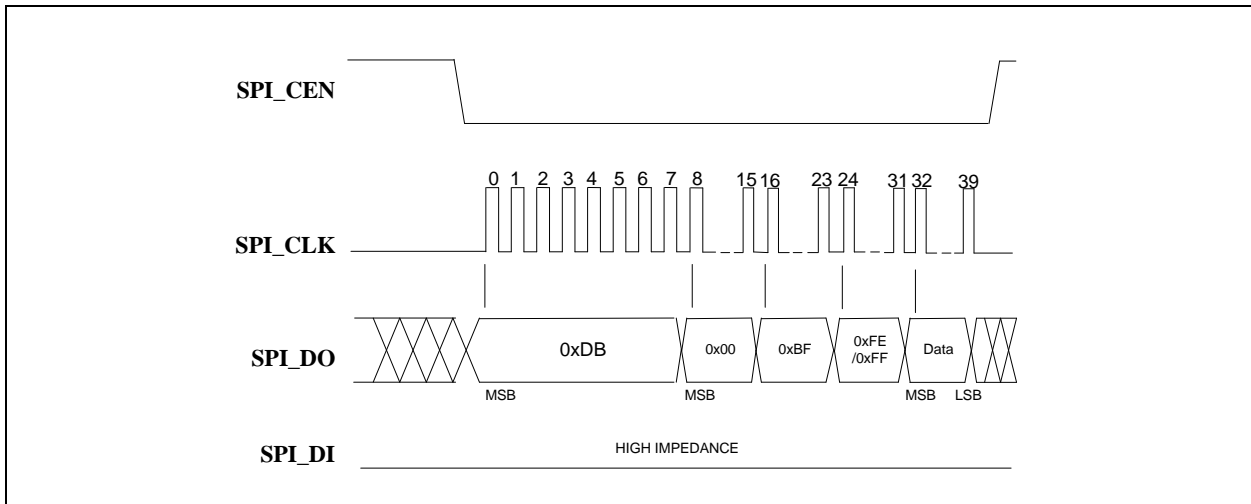 SPI_CEN
0 1 2 3 4 5 6 7 8 15 16 23 24 31 32 39
SPI_CLK
SPI_DO
0xDB
0x00
0xBF
0xFE
/0xFF
Data
MSB MSB MSB LSB
HIGH IMPEDANCE
SPI_DI